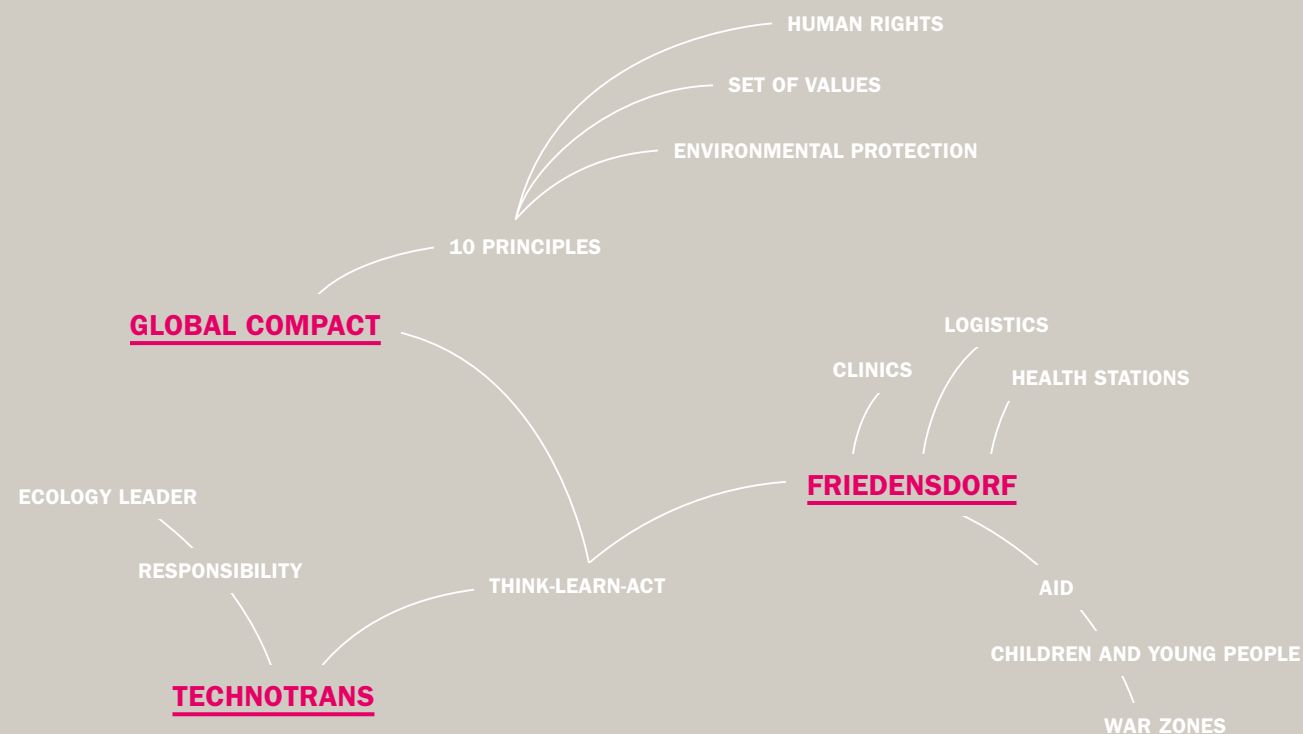 HUMAN RIGHTS
SET OF VALUES
ENVIRONMENTAL PROTECTION
10 PRINCIPLES
GLOBAL COMPACT
LOGISTICS
CLINICS
HEALTH STATIONS
FRIEDENSDORF
ECOLOGY LEADER
RESPONSIBILITY
THINK-LEARN-ACT
AID
CHILDREN AND YOUNG PEOPLE
TECHNOTRANS
WAR ZONES